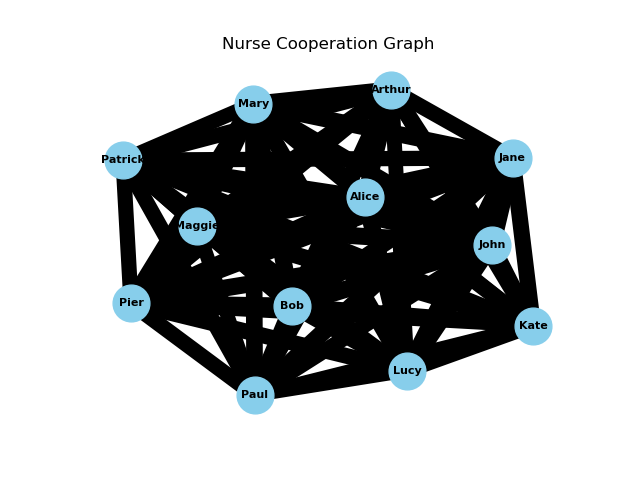 Nurse Cooperation Graph
Arthur
Mary
Jane
Patrick
Alice
Maggie
John
Pier
Bob
Kate
Lucy
Paul